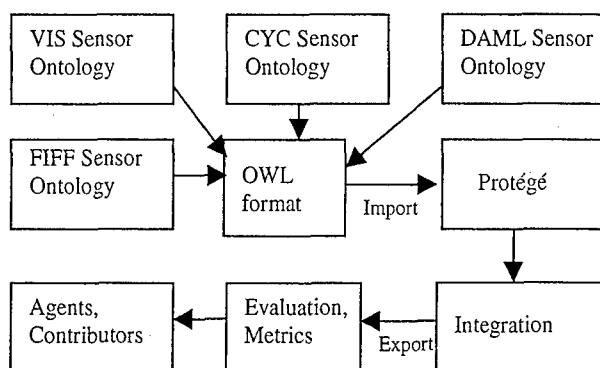 VIS Sensor
Ontology
CYC Sensor
Ontology
DAML Sensor
Ontology
FIFF Sensor
Ontology
OWL
format
Import
Protégé
Agents,
Contributors
Evaluation,
Metrics
Export
Integration